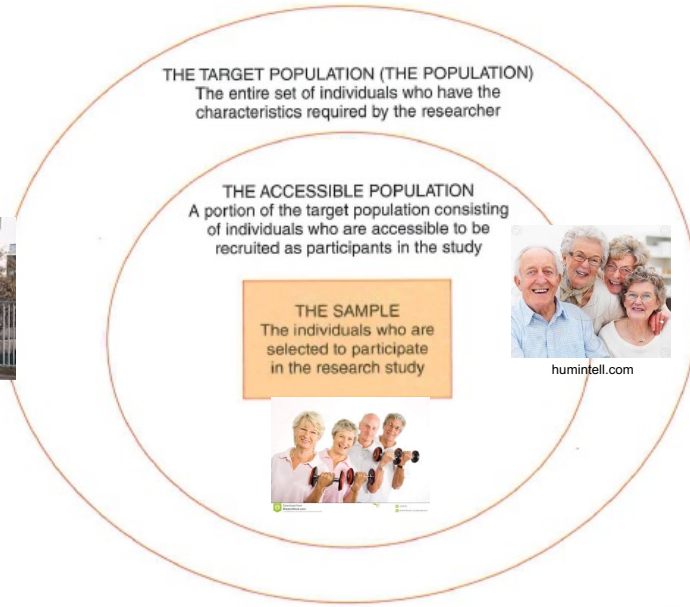 THE TARGET POPULATION (THE POPULATION)
The entire set of individuals who have the
characteristics required by the researcher
THE ACCESSIBLE POPULATION
A portion of the target population consisting
of individuals who are accessible to be
recruited as participants in the study
THE SAMPLE
The individuals who are
selected to participate
in the research study
humintell.com